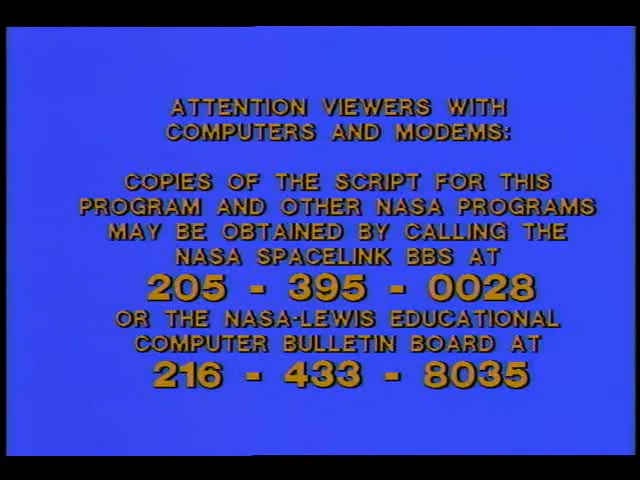 ATTENTION VIEWERS WITH
COMPUTERS AND MODEMS:
COPIES OF THE SCRIPT FOR THIS
PROGRAM AND OTHER NASA PROGRAMS
MAY BE OBTAINED BY CALLING THE
NASA SPACELINK BBS AT
205 - 395 - 0028
OR THE NASA-LEWIS EDUCATIONAL
COMPUTER BULLETIN BOARD AT
216 - 433 - 8035